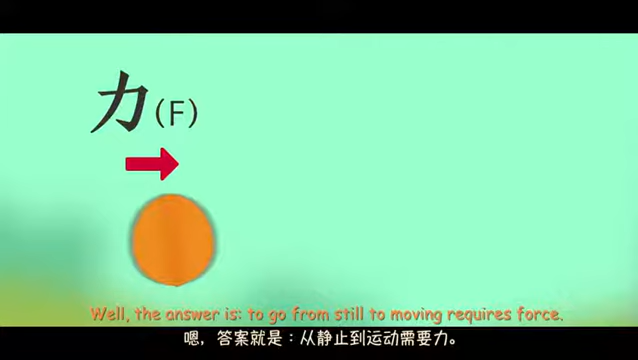 力(F)
Well, the answer is: to go from still to moving requires force.
嗯，答案就是：从静止到运动需要力。